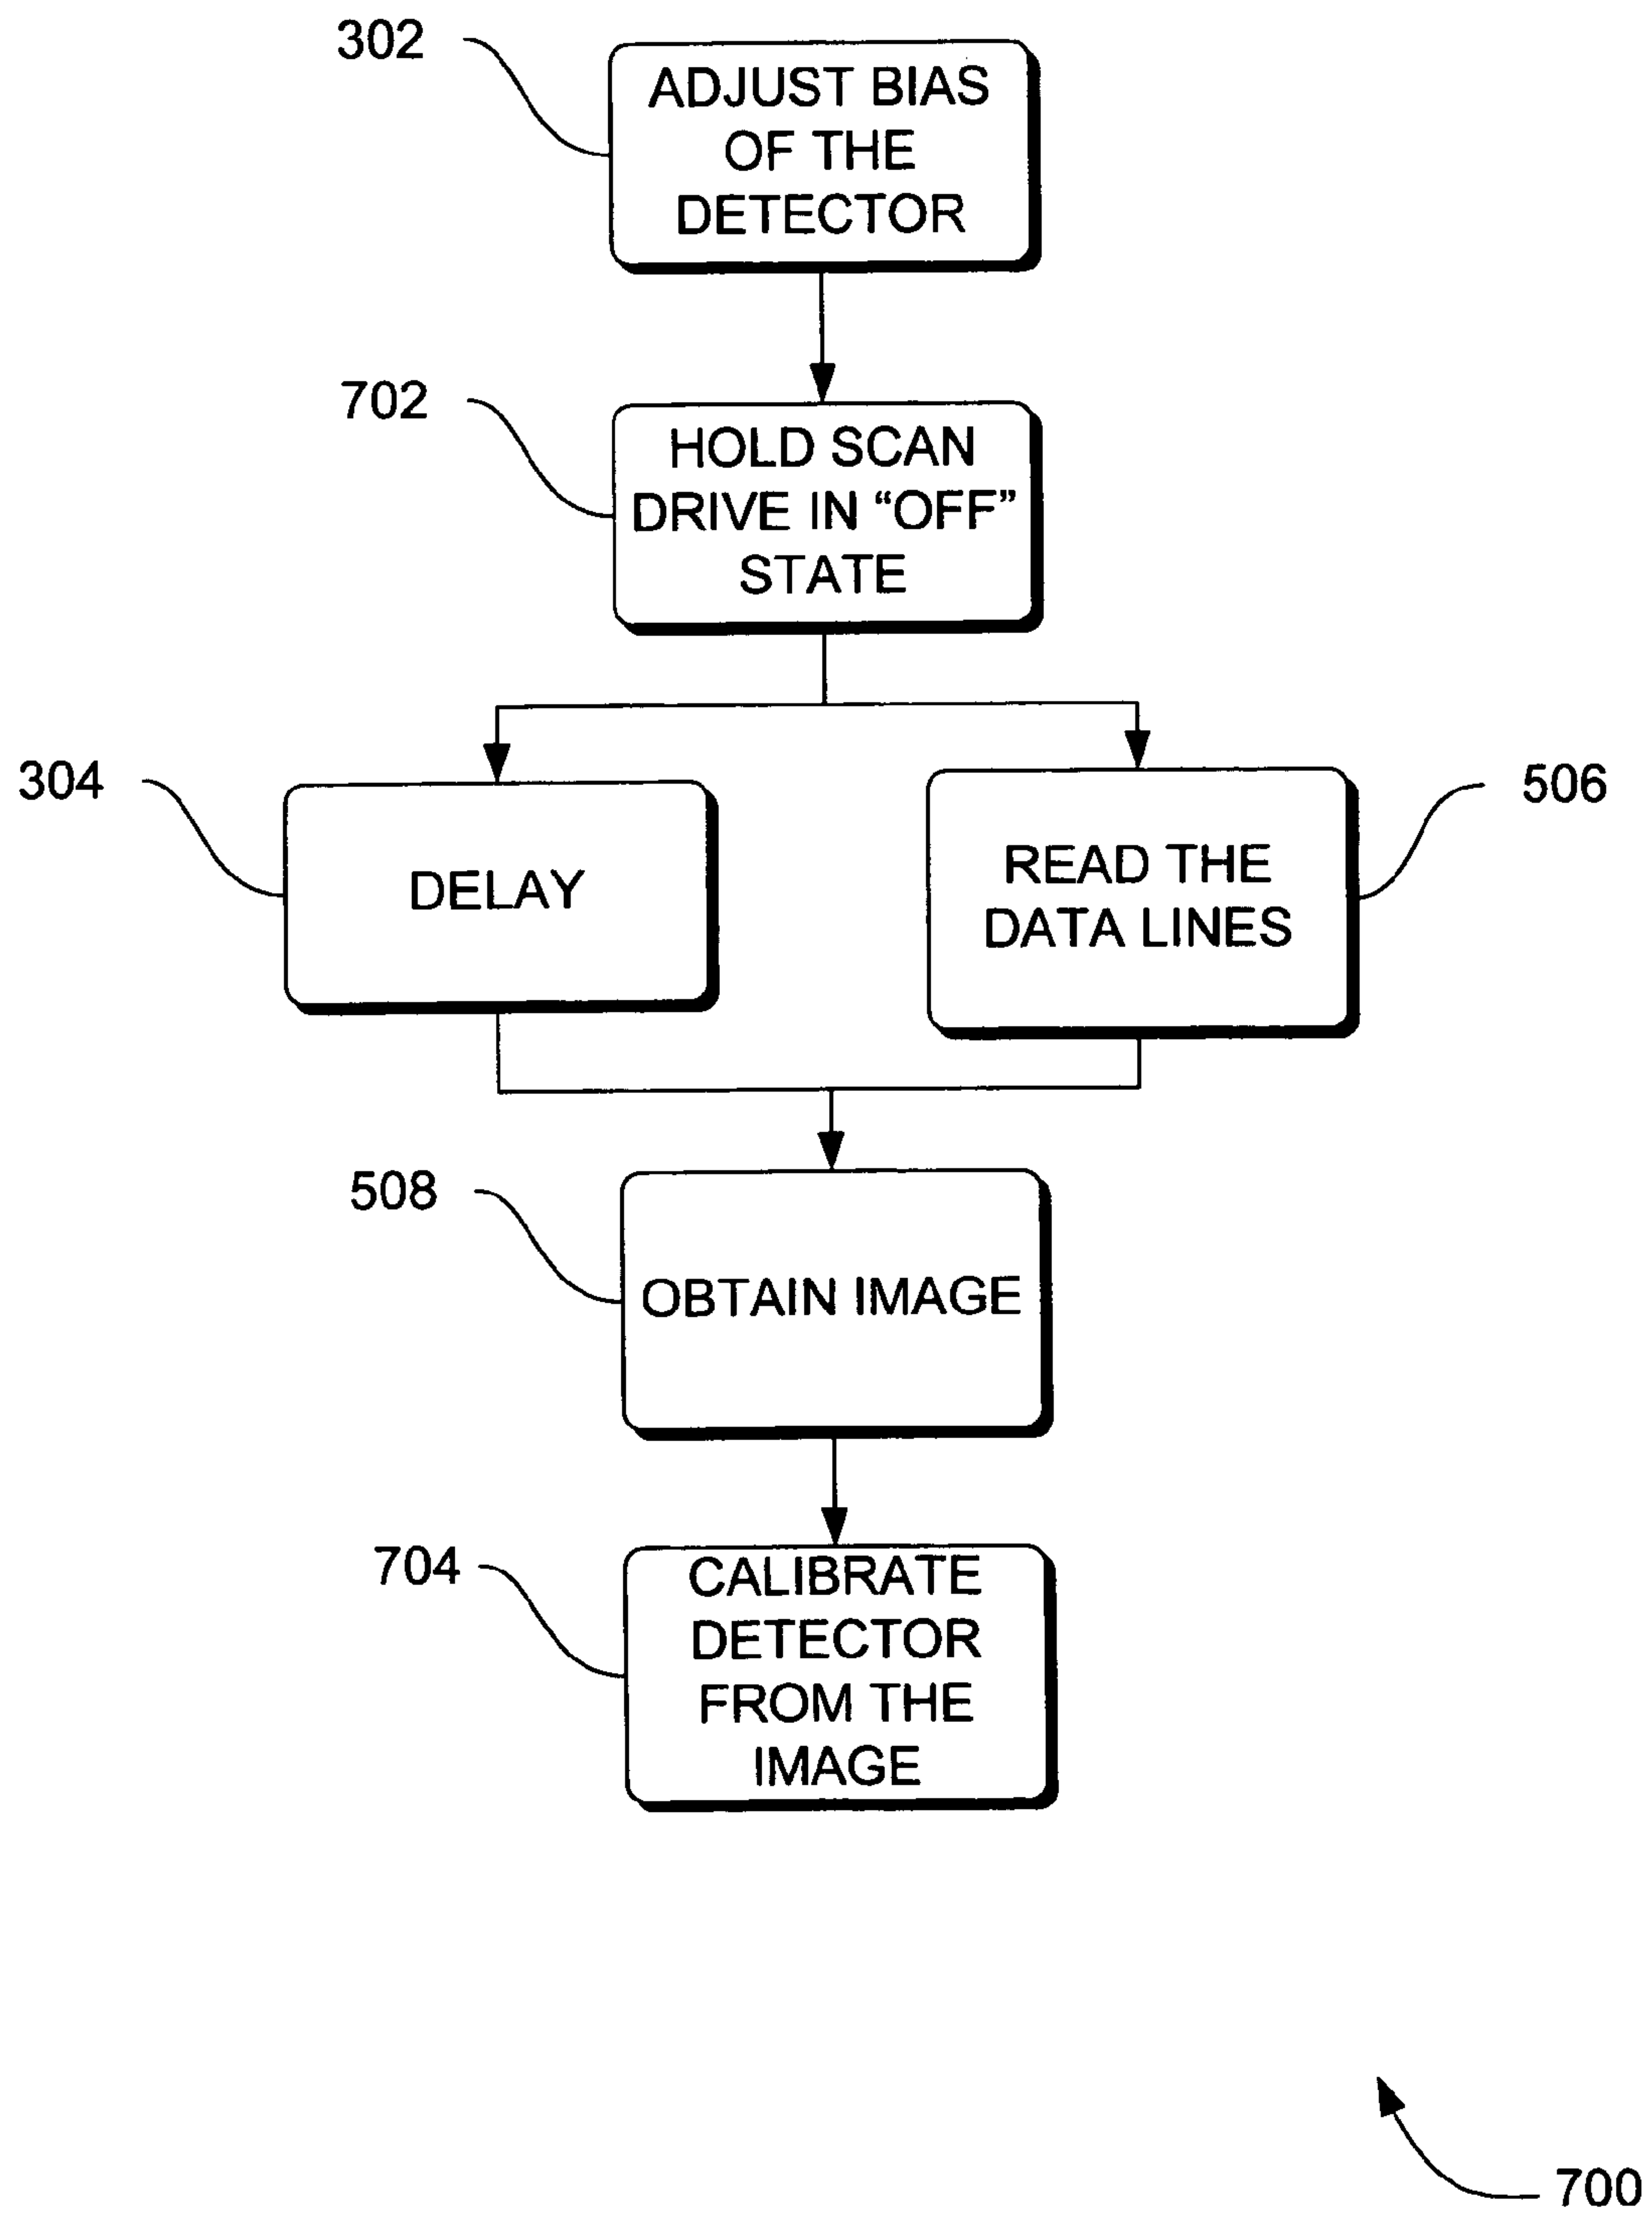 302
ADJUST BIAS
OF THE
DETECTOR
702
HOLD SCAN
DRIVE IN “OFF”
STATE
304
DELAY
506
READ THE
DATA LINES
508
OBTAIN IMAGE
704
CALIBRATE
DETECTOR
FROM THE
IMAGE
700